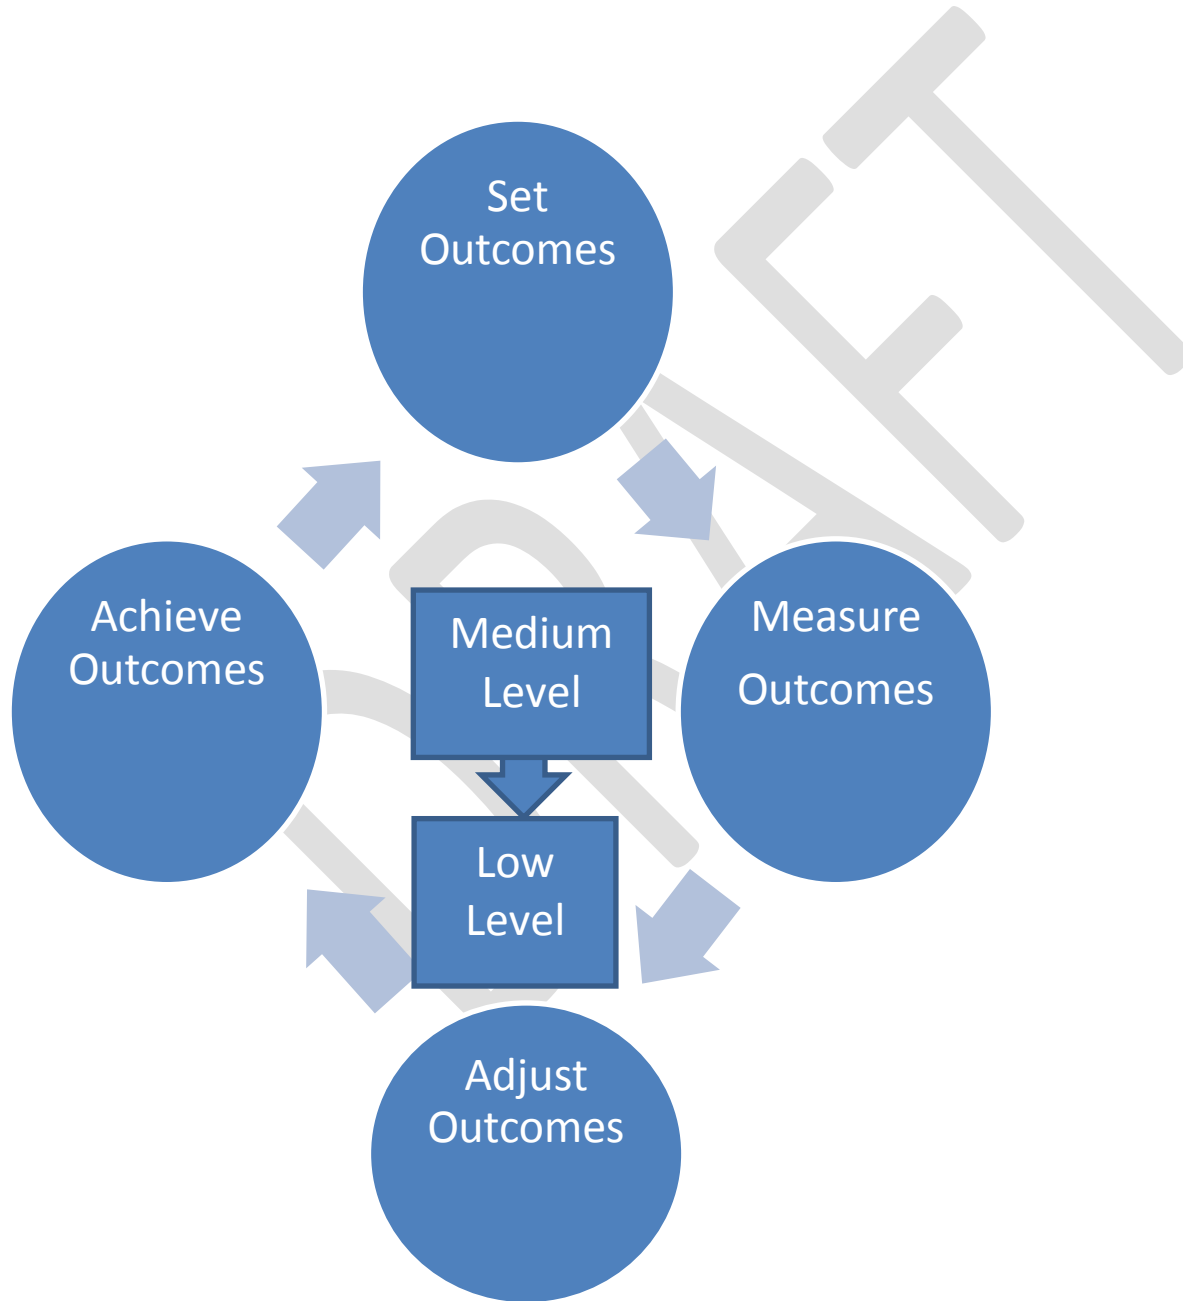 Set
Outcomes
Achieve
Outcomes
Medium
Level
Measure
Outcomes
Low
Level
Adjust
Outcomes
DRAFT